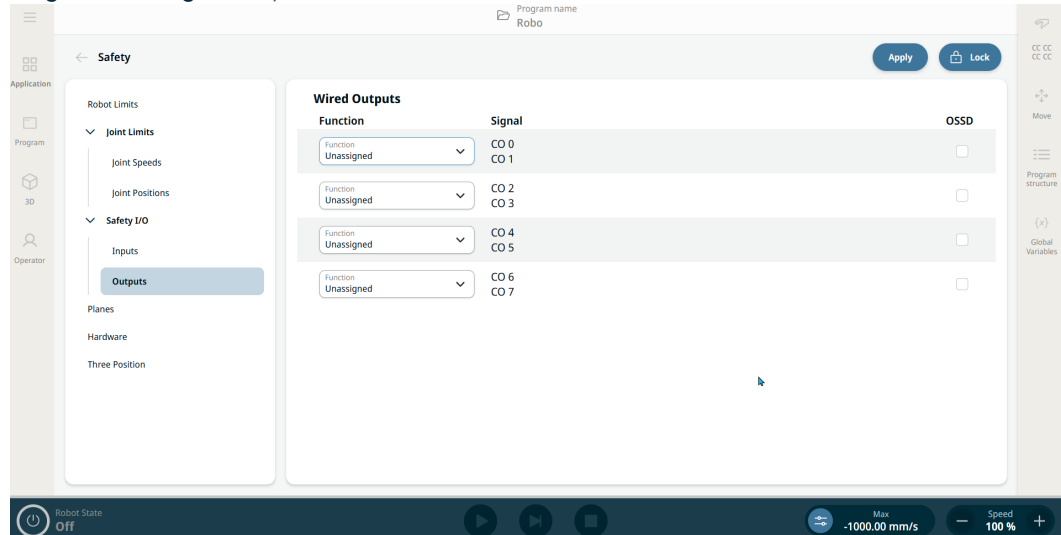 Program name
Robo
Safety
Apply
Lock
CC CC
CC CC
Application
Robot Limits
Wired Outputs
Function
Signal
OSSD
Move
Program
Joint Limits
Function
Unassigned
CO 0
CO 1
Joint Speeds
Program
structure
Joint Positions
Function
Unassigned
CO 2
CO 3
3D
Safety I/O
Function
Unassigned
CO 4
CO 5
{x}
Global
Variables
Inputs
Operator
Outputs
Function
Unassigned
CO 6
CO 7
Planes
Hardware
Three Position
Robot State
Off
Max
-1000.00 mm/s
Speed
100 %